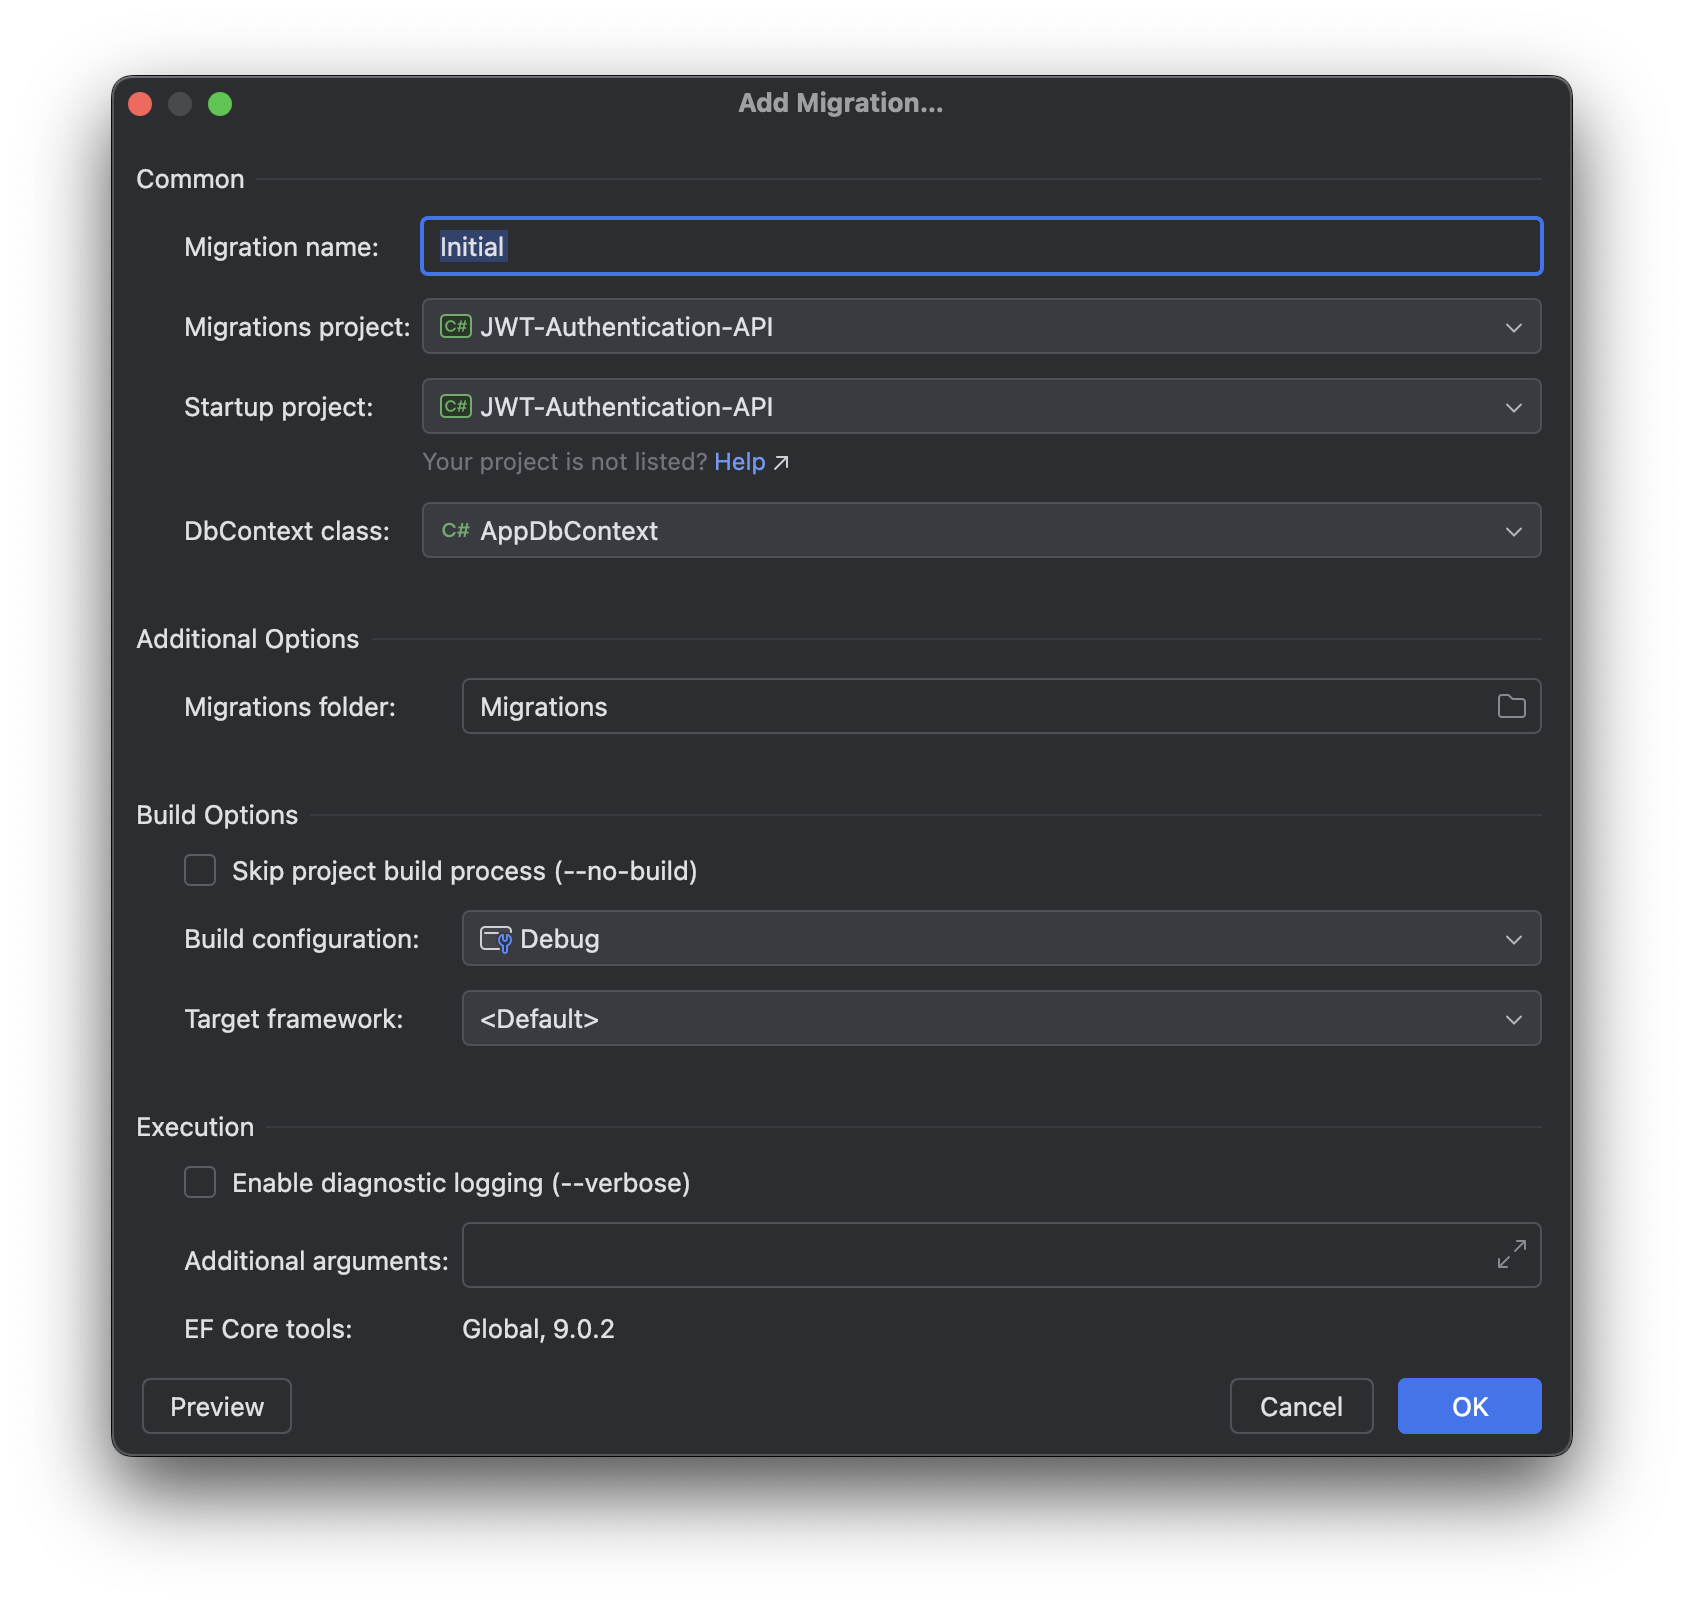 Add Migration...
Common
Migration name: Initial
Migrations project: C# JWT-Authentication-API
Startup project: C# JWT-Authentication-API
Your project is not listed? Help ↗
DbContext class: C# AppDbContext
Additional Options
Migrations folder: Migrations
Build Options
Skip project build process (--no-build)
Build configuration: Debug
Target framework: <Default>
Execution
Enable diagnostic logging (--verbose)
Additional arguments:
EF Core tools: Global, 9.0.2
Preview Cancel OK